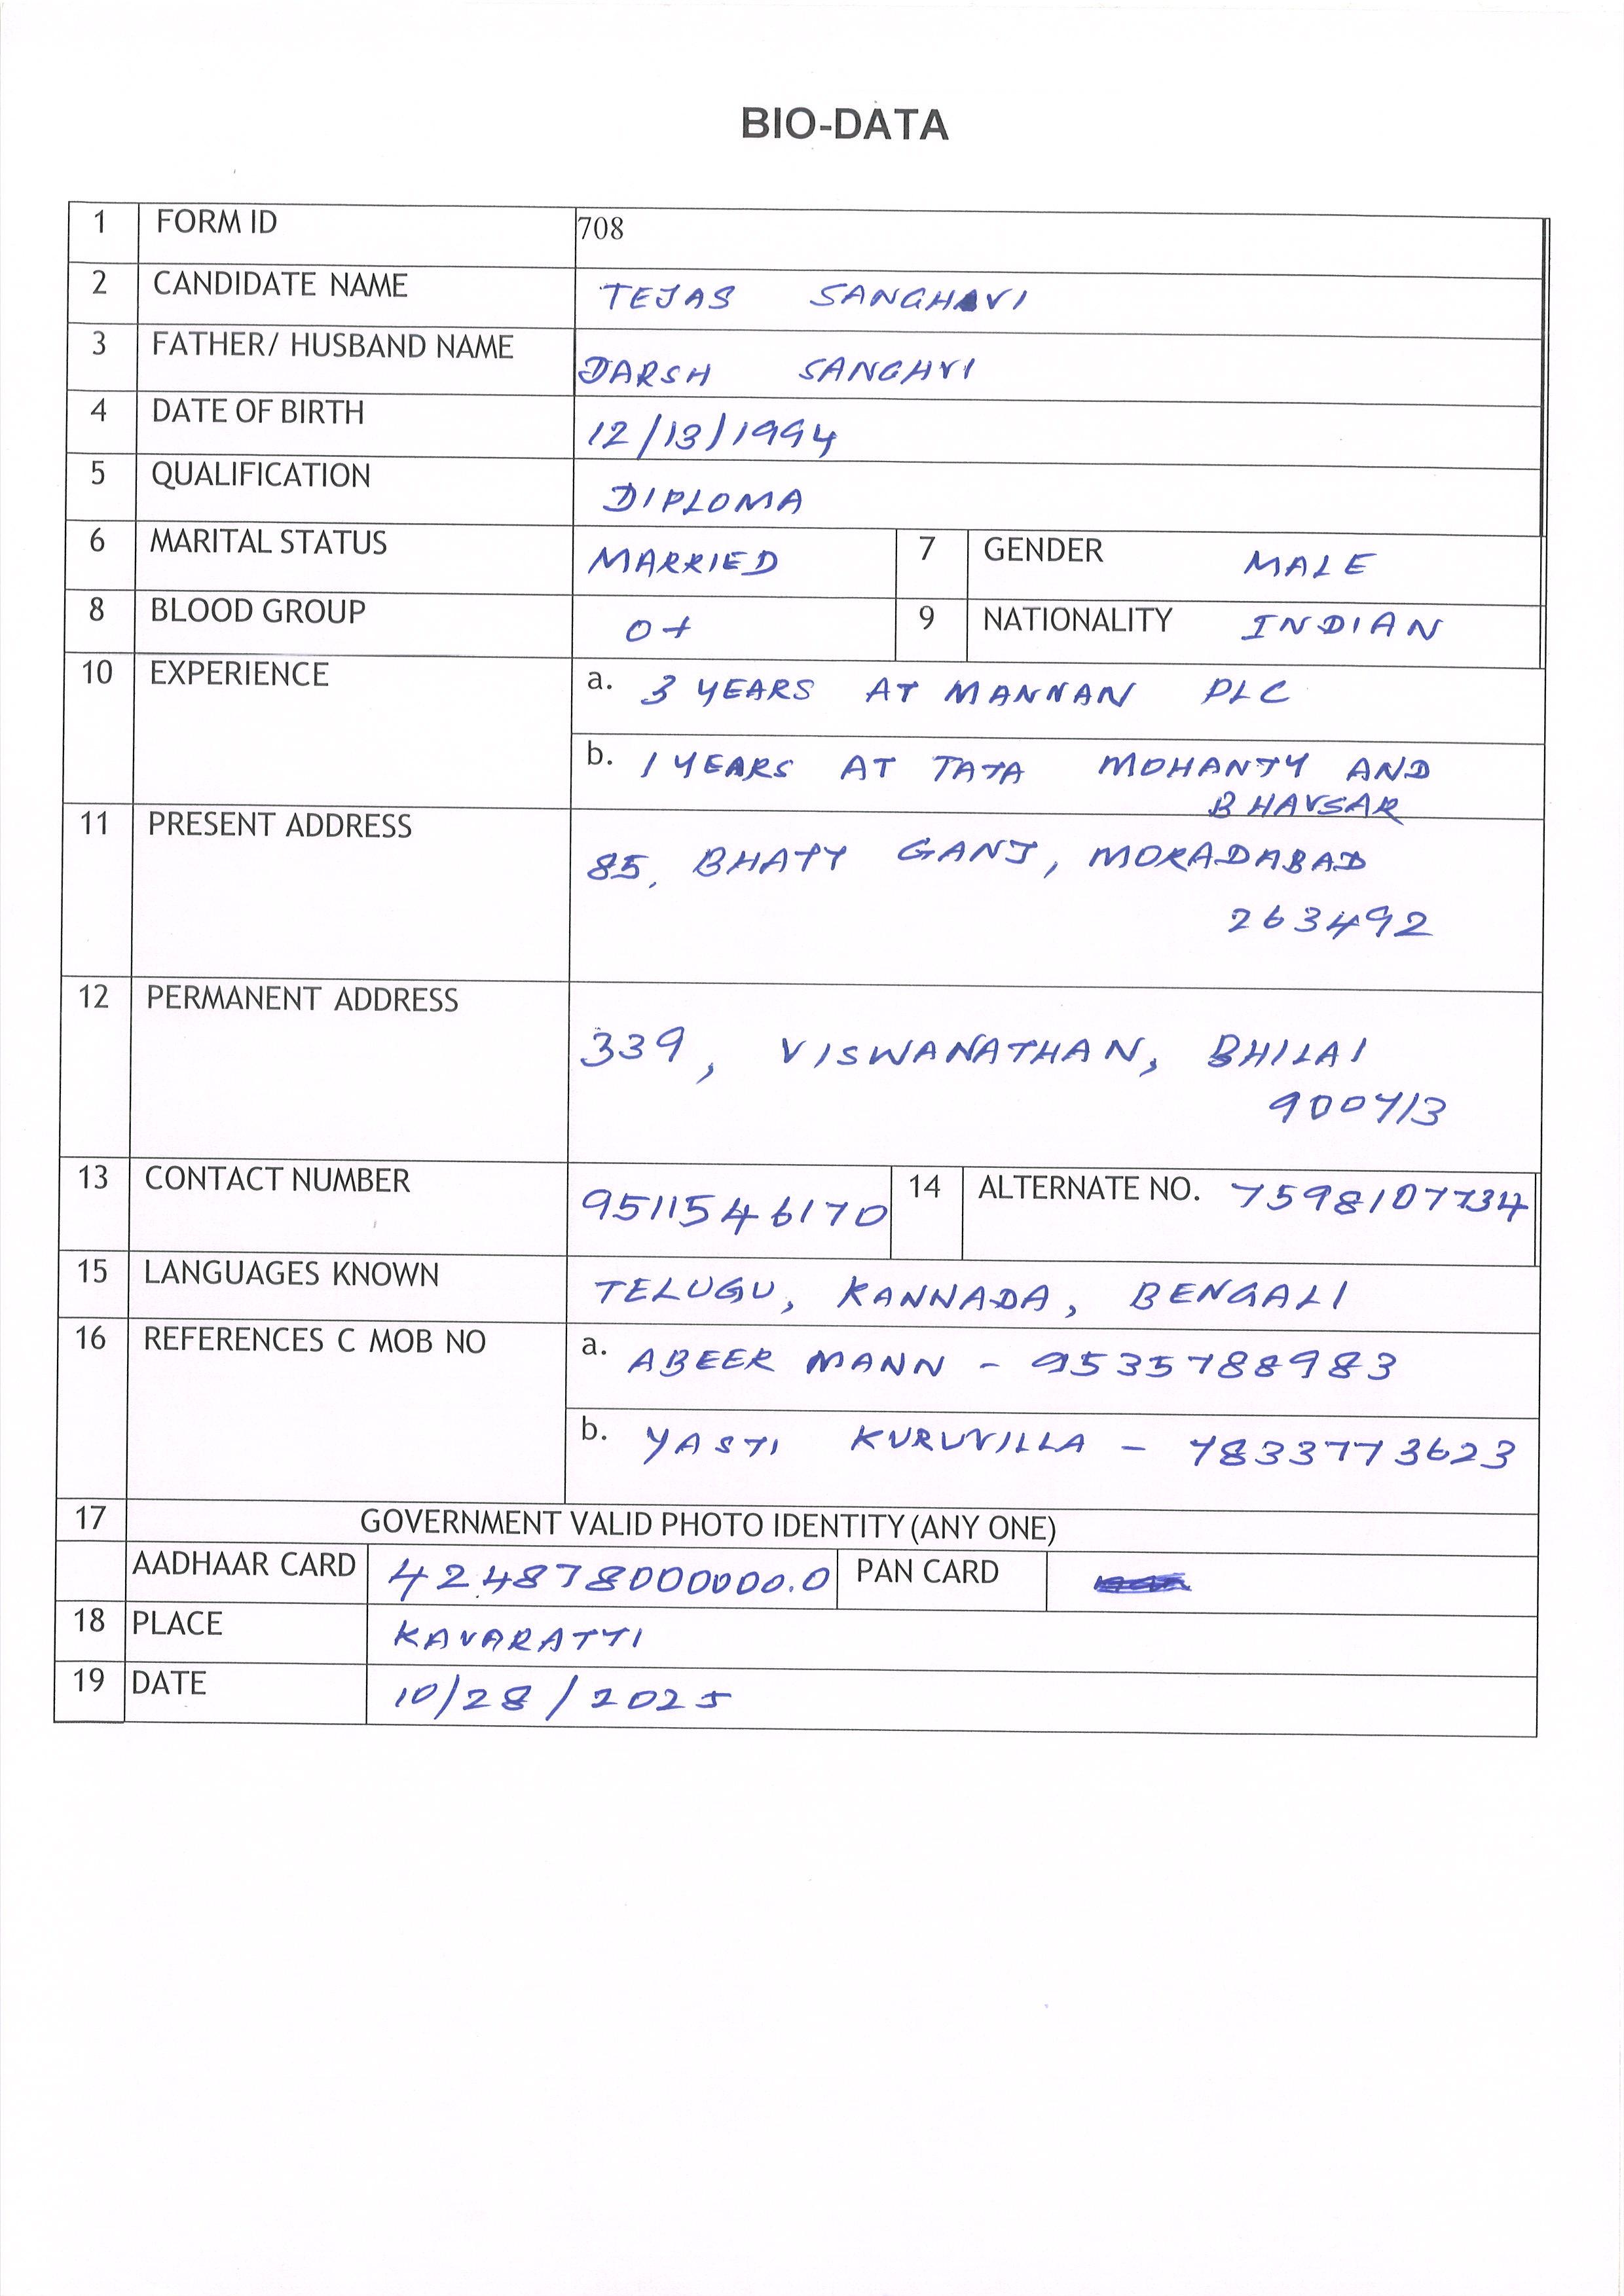 BIO-DATA
1 FORM ID 708
2 CANDIDATE NAME TEJAS SANGHAVI
3 FATHER/ HUSBAND NAME DARSH SANGHVI
4 DATE OF BIRTH 12/13/1994
5 QUALIFICATION DIPLOMA
6 MARITAL STATUS MARRIED 7 GENDER MALE
8 BLOOD GROUP O+ 9 NATIONALITY INDIAN
10 EXPERIENCE a. 3 YEARS AT MANNAN PLC
b. 1 YEARS AT TATA MOHANTY AND
BHAVSAR
11 PRESENT ADDRESS
85, BHATT GANJ, MORADABAD
263492
12 PERMANENT ADDRESS
339, VISWANATHAN, BHILAI
900713
13 CONTACT NUMBER 9511546170 14 ALTERNATE NO. 7598107734
15 LANGUAGES KNOWN TELUGU, KANNADA, BENGALI
16 REFERENCES C MOB NO a. ABEER MANN - 9535788983
b. YASTI KURUVILLA - 7833773623
17 GOVERNMENT VALID PHOTO IDENTITY (ANY ONE)
AADHAAR CARD 424878000000.0 PAN CARD
18 PLACE KAVARATTI
19 DATE 10/28/2025